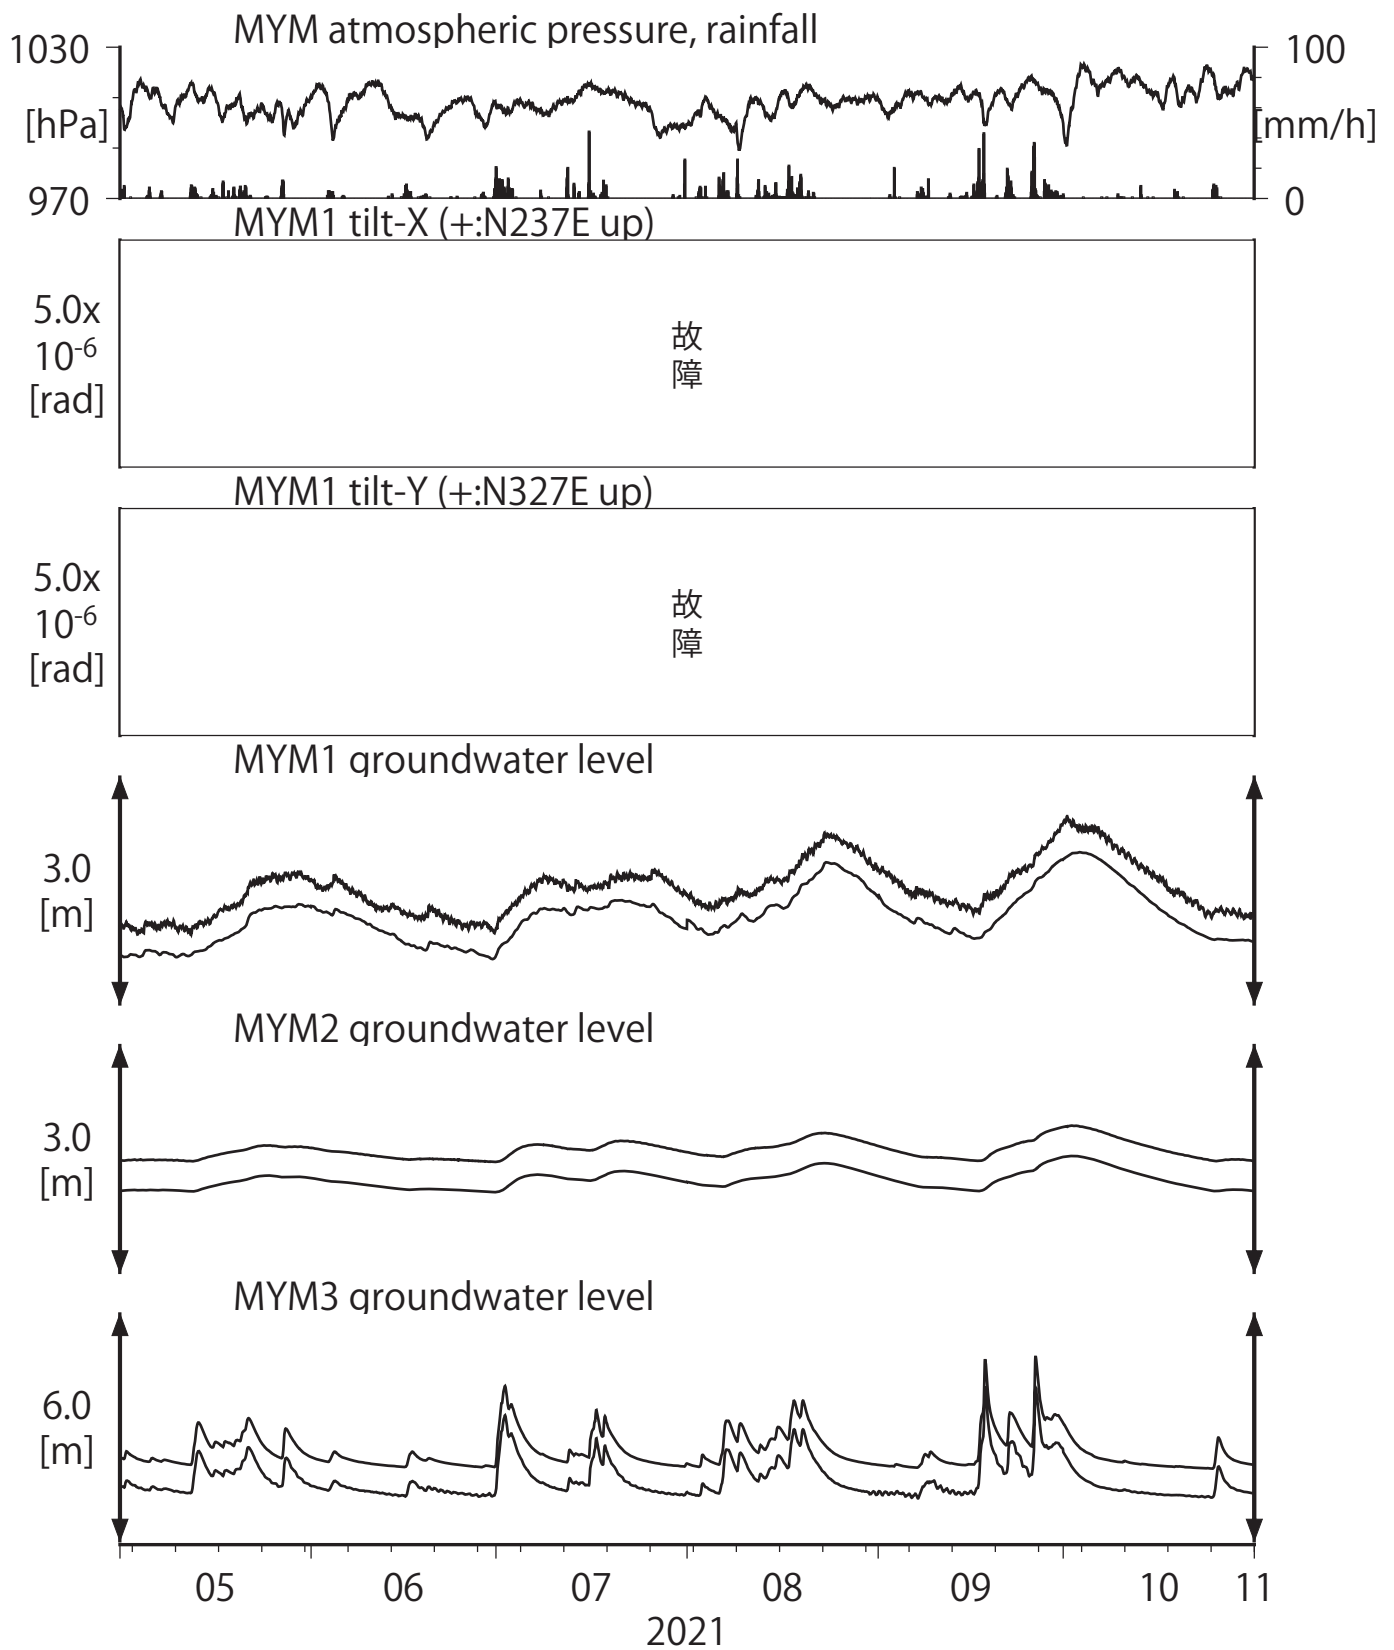 MYM atmospheric pressure, rainfall
1030
100
[hPa]
[mm/h]
970
0
MYM1 tilt-X (+:N237E up)
5.0x
10-6
[rad]
故
障
MYM1 tilt-Y (+:N327E up)
5.0x
10-6
[rad]
故
障
MYM1 groundwater level
3.0
[m]
MYM2 groundwater level
3.0
[m]
MYM3 groundwater level
6.0
[m]
05 06 07 08 09 10 11
2021